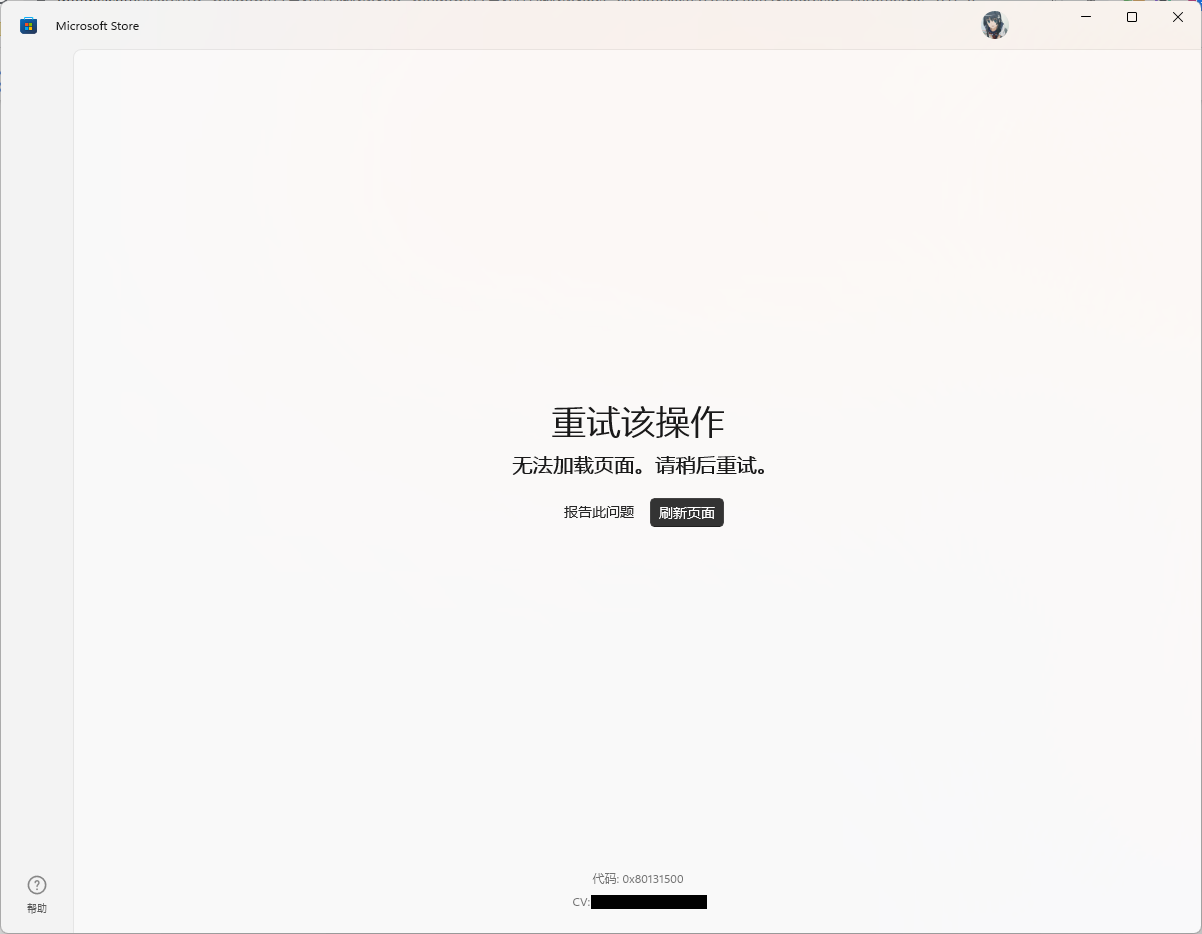 Microsoft Store
重试该操作
无法加载页面。请稍后重试。
报告此问题 刷新页面
代码: 0x80131500
CV:
帮助